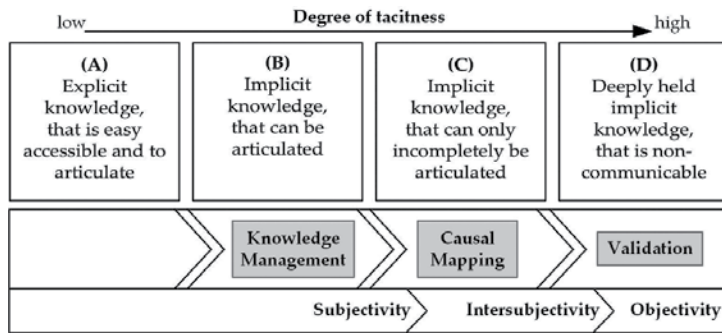 Degree of tacitness
low
high
(A)
Explicit
knowledge,
that is easy
accessible and to
articulate
(B)
Implicit
knowledge,
that can be
articulated
(C)
Implicit
knowledge,
that can only
incompletely be
articulated
(D)
Deeply held
implicit
knowledge,
that is non-
communicable
Knowledge
Management
Causal
Mapping
Validation
Subjectivity
Intersubjectivity
Objectivity